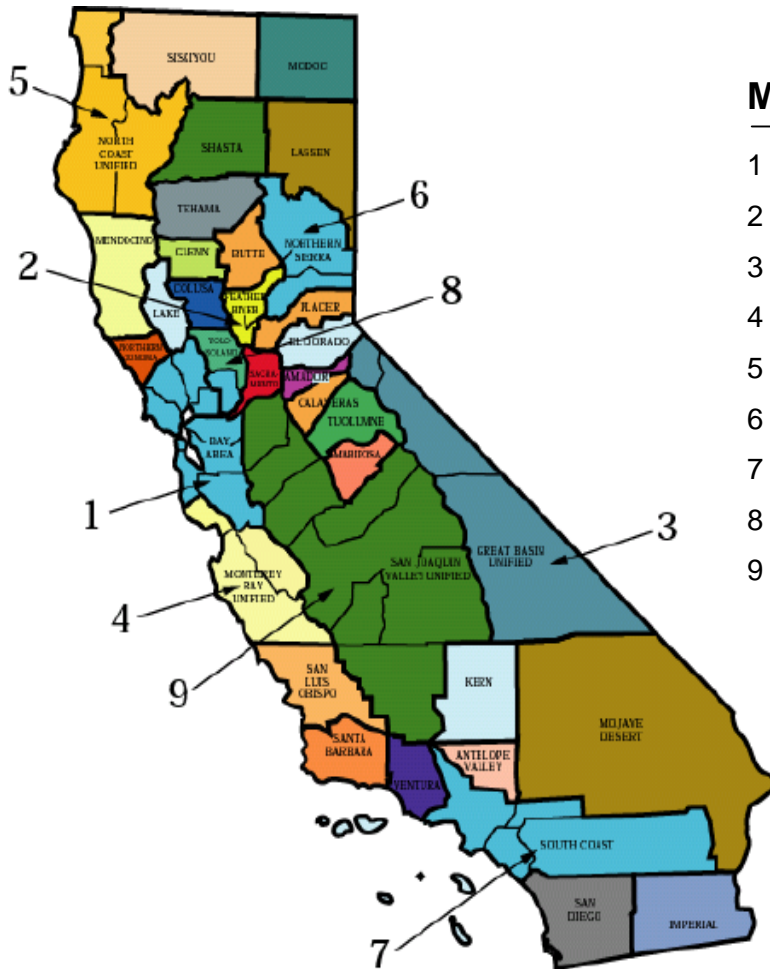 SISKIYOU
MODOC
5
M
NORTH
COAST
UNIFIED
SHASTA
LASSEN
1
2
3
4
5
6
7
8
9
TEHAMA
6
MENDOCINO
GLENN
BUTTE
NORTHERN
SIERRA
2
COLUSA
FEATHER
RIVER
8
LAKE
PLACER
NORTHERN
SONOMA
YOLO-
SOLANO
EL DORADO
SACRA-
MENTO
AMADOR
CALAVERAS
TUOLUMNE
BAY
AREA
MARIPOSA
1
3
GREAT BASIN
UNIFIED
SAN JOAQUIN
VALLEY UNIFIED
MONTEREY
BAY
UNIFIED
4
9
SAN
LUIS
OBISPO
KERN
MOJAVE
DESERT
SANTA
BARBARA
ANTELOPE
VALLEY
VENTURA
SOUTH COAST
7
SAN
DIEGO
IMPERIAL